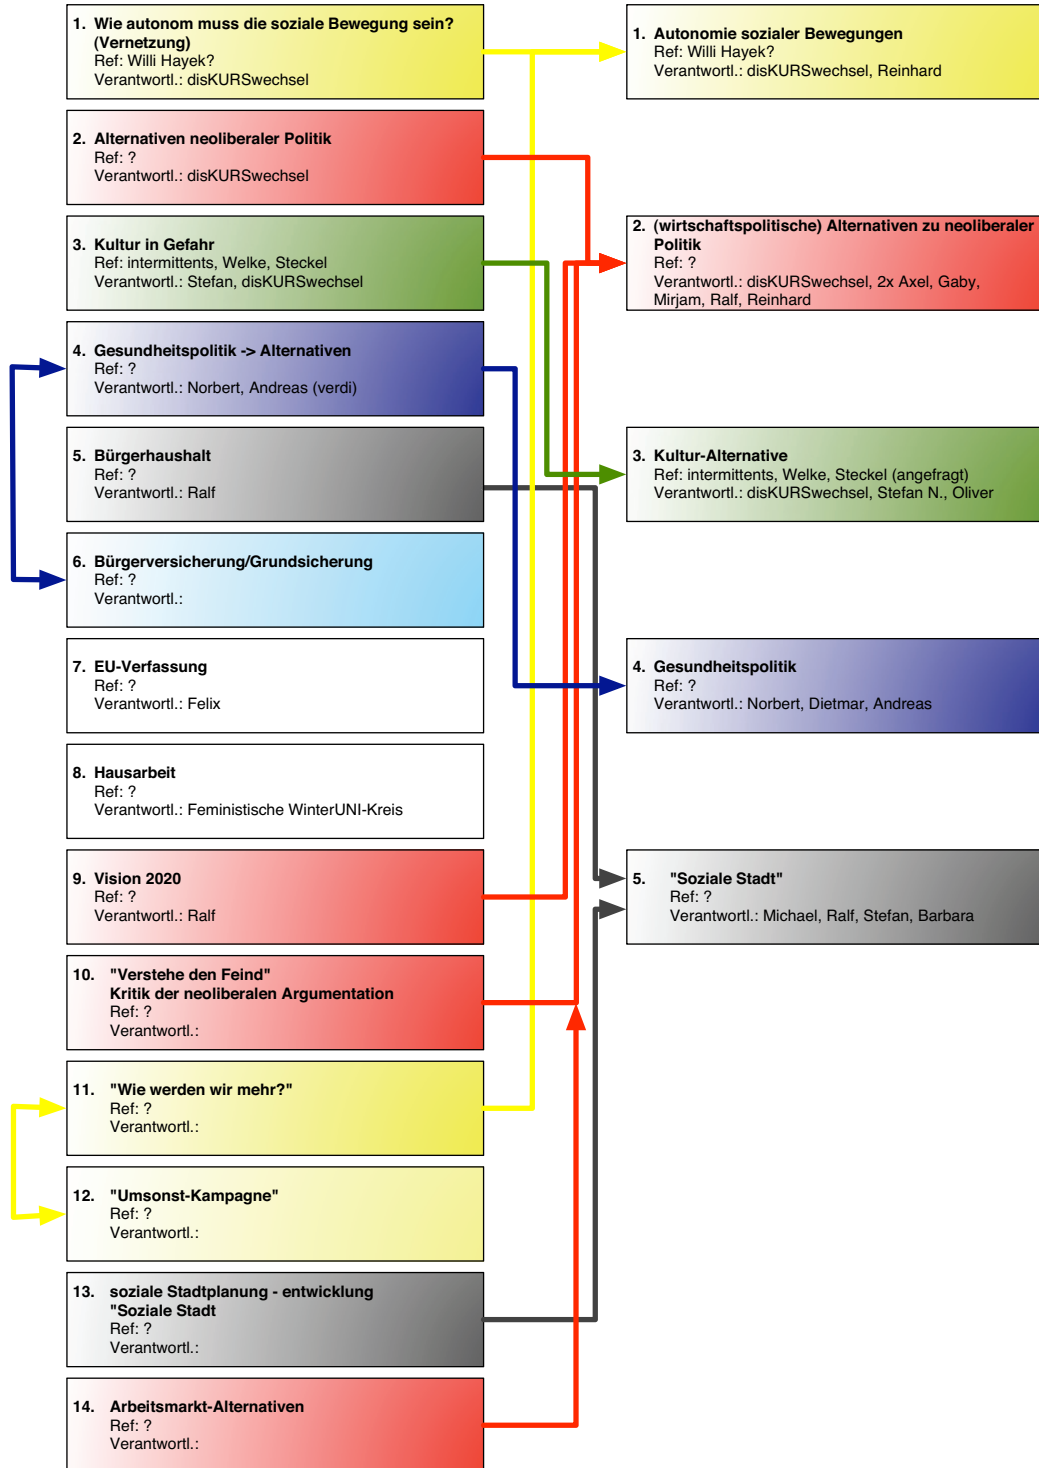 1. Wie autonom muss die soziale Bewegung sein?
(Vernetzung)
Ref: Willi Hayek?
Verantwortl.: disKURSwechsel
2. Alternativen neoliberaler Politik
Ref: ?
Verantwortl.: disKURSwechsel
3. Kultur in Gefahr
Ref: intermittents, Welke, Steckel
Verantwortl.: Stefan, disKURSwechsel
4. Gesundheitspolitik -> Alternativen
Ref: ?
Verantwortl.: Norbert, Andreas (verdi)
5. Bürgerhaushalt
Ref: ?
Verantwortl.: Ralf
6. Bürgerversicherung/Grundsicherung
Ref: ?
Verantwortl.:
7. EU-Verfassung
Ref: ?
Verantwortl.: Felix
8. Hausarbeit
Ref: ?
Verantwortl.: Feministische WinterUNI-Kreis
9. Vision 2020
Ref: ?
Verantwortl.: Ralf
10. "Verstehe den Feind"
Kritik der neoliberalen Argumentation
Ref: ?
Verantwortl.:
11. "Wie werden wir mehr?"
Ref: ?
Verantwortl.:
12. "Umsonst-Kampagne"
Ref: ?
Verantwortl.:
13. soziale Stadtplanung - entwicklung
"Soziale Stadt
Ref: ?
Verantwortl.:
14. Arbeitsmarkt-Alternativen
Ref: ?
Verantwortl.:
1. Autonomie sozialer Bewegungen
Ref: Willi Hayek?
Verantwortl.: disKURSwechsel, Reinhard
2. (wirtschaftspolitische) Alternativen zu neoliberaler
Politik
Ref: ?
Verantwortl.: disKURSwechsel, 2x Axel, Gaby,
Mirjam, Ralf, Reinhard
3. Kultur-Alternative
Ref: intermittents, Welke, Steckel (angefragt)
Verantwortl.: disKURSwechsel, Stefan N., Oliver
4. Gesundheitspolitik
Ref: ?
Verantwortl.: Norbert, Dietmar, Andreas
5. "Soziale Stadt"
Ref: ?
Verantwortl.: Michael, Ralf, Stefan, Barbara